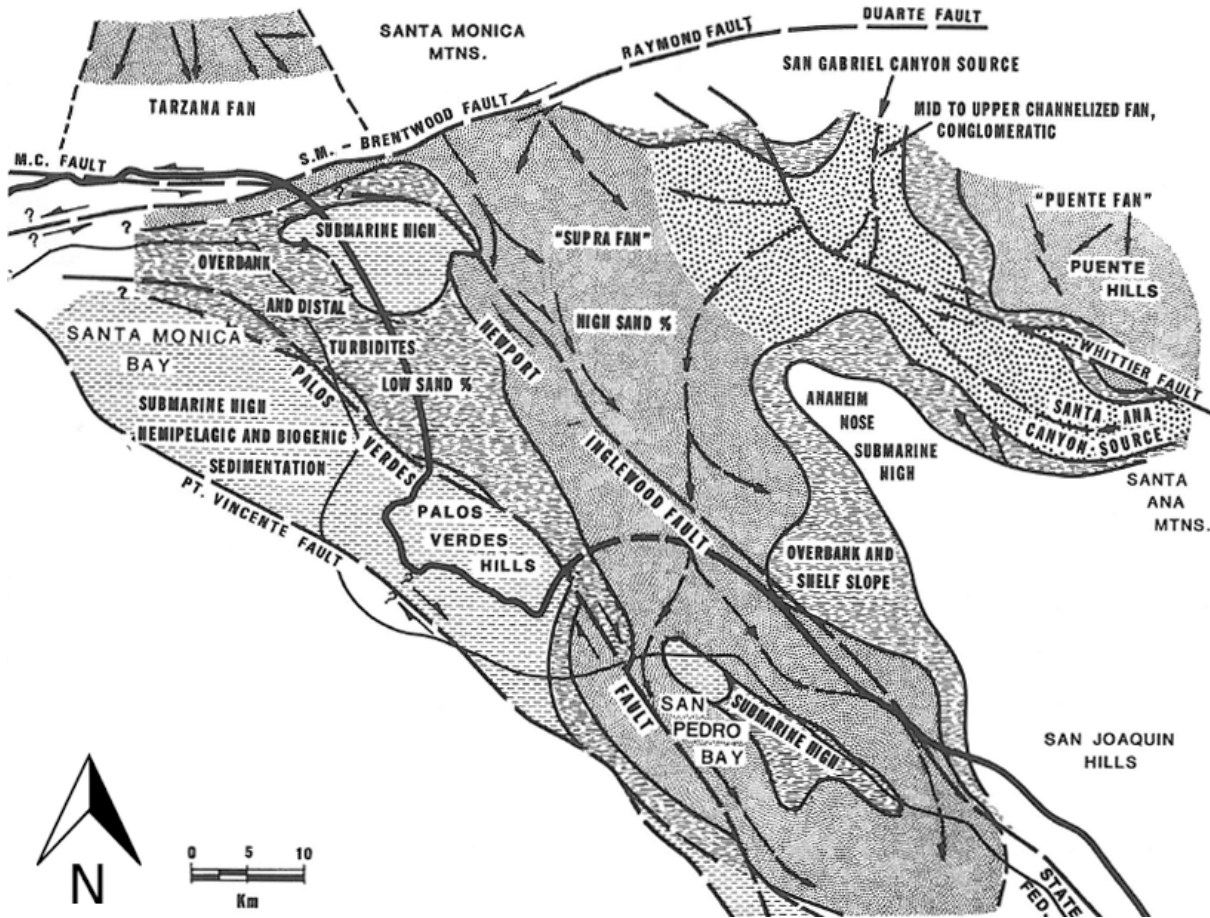 DUARTE FAULT
SANTA MONICA
MTNS.
RAYMOND FAULT
SAN GABRIEL CANYON SOURCE
TARZANA FAN
MID TO UPPER CHANNELIZED FAN,
CONGLOMERATIC
S.M. - BRENTWOOD FAULT
M.C. FAULT
"PUENTE FAN"
?
?
?
?
SUBMARINE HIGH
"SUPRA FAN"
OVERBANK
PUENTE
HILLS
?
AND DISTAL
HIGH SAND %
SANTA MONICA
BAY
TURBIDITES
NEWPORT
WHITTIER FAULT
PALOS
LOW SAND %
SUBMARINE HIGH
ANAHEIM
NOSE
SANTA ANA
CANYON SOURCE
HEMIPELAGIC AND BIOGENIC
VERDES
INGLEWOOD FAULT
SUBMARINE
HIGH
SEDIMENTATION
SANTA
ANA
MTNS.
PT. VINCENTE FAULT
PALOS
VERDES
HILLS
OVERBANK AND
SHELF SLOPE
?
?
FAULT
SAN
PEDRO
BAY
SUBMARINE HIGH
SAN JOAQUIN
HILLS
N
0 5 10
Km
STATE
FED.